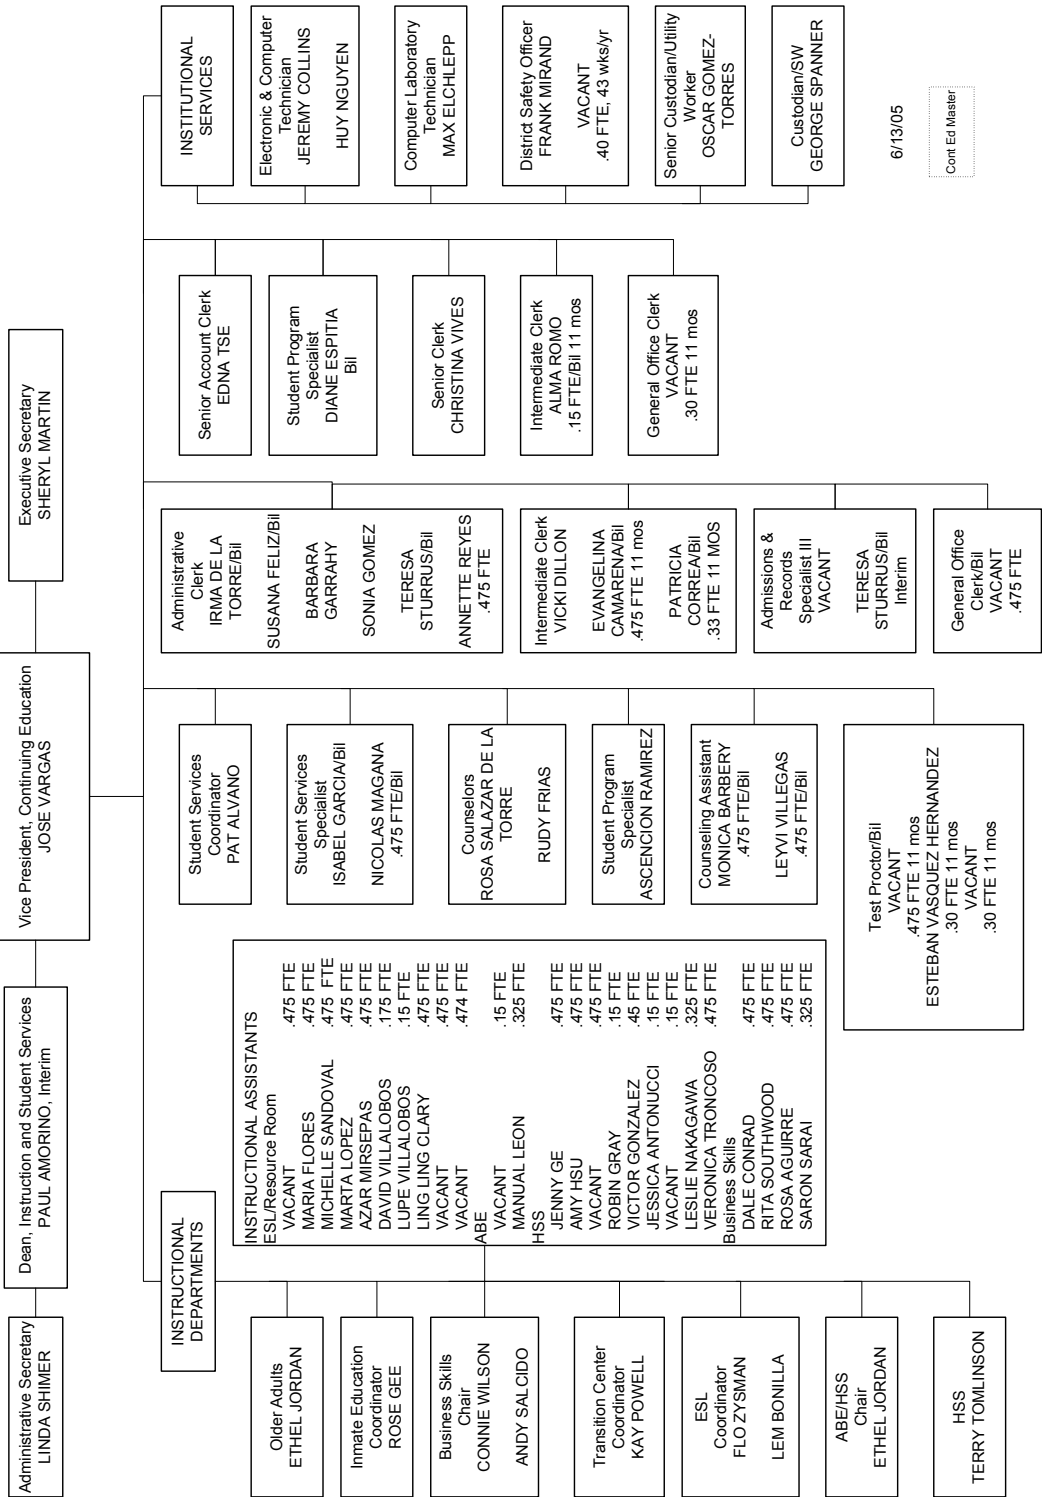 Administrative Secretary
LINDA SHIMER
Dean, Instruction and Student Services
PAUL AMORINO, Interim
Vice President, Continuing Education
JOSE VARGAS
Executive Secretary
SHERYL MARTIN
INSTRUCTIONAL
DEPARTMENTS
Older Adults
ETHEL JORDAN
Inmate Education
Coordinator
ROSE GEE
Business Skills
Chair
CONNIE WILSON
ANDY SALCIDO
Transition Center
Coordinator
KAY POWELL
ESL
Coordinator
FLO ZYSMAN
LEM BONILLA
ABE/HSS
Chair
ETHEL JORDAN
HSS
TERRY TOMLINSON
INSTRUCTIONAL ASSISTANTS
ESL/Resource Room
VACANT .475 FTE
MARIA FLORES .475 FTE
MICHELLE SANDOVAL .475 FTE
MARTA LOPEZ .475 FTE
AZAR MIRSEPAS .475 FTE
DAVID VILLALOBOS .175 FTE
LUPE VILLALOBOS .15 FTE
LING LING CLARY .475 FTE
VACANT .475 FTE
VACANT .474 FTE
ABE
VACANT .15 FTE
MANUAL LEON .325 FTE
HSS
JENNY GE .475 FTE
AMY HSU .475 FTE
VACANT .475 FTE
ROBIN GRAY .15 FTE
VICTOR GONZALEZ .45 FTE
JESSICA ANTONUCCI .15 FTE
VACANT .15 FTE
LESLIE NAKAGAWA .325 FTE
VERONICA TRONCOSO .475 FTE
Business Skills
DALE CONRAD .475 FTE
RITA SOUTHWOOD .475 FTE
ROSA AGUIRRE .475 FTE
SARON SARAI .325 FTE
Student Services
Coordinator
PAT ALVANO
Student Services
Specialist
ISABEL GARCIA/Bil
NICOLAS MAGANA
.475 FTE/Bil
Counselors
ROSA SALAZAR DE LA
TORRE
RUDY FRIAS
Student Program
Specialist
ASCENCION RAMIREZ
Counseling Assistant
MONICA BARBERY
.475 FTE/Bil
LEYVI VILLEGAS
.475 FTE/Bil
Test Proctor/Bil
VACANT
.475 FTE 11 mos
ESTEBAN VASQUEZ HERNANDEZ
.30 FTE 11 mos
VACANT
.30 FTE 11 mos
Administrative
Clerk
IRMA DE LA
TORRE/Bil
SUSANA FELIZ/Bil
BARBARA
GARRAHY
SONIA GOMEZ
TERESA
STURRUS/Bil
ANNETTE REYES
.475 FTE
Intermediate Clerk
VICKI DILLON
EVANGELINA
CAMARENA/Bil
.475 FTE 11 mos
PATRICIA
CORREA/Bil
.33 FTE 11 MOS
Admissions &
Records
Specialist III
VACANT
TERESA
STURRUS/Bil
Interim
General Office
Clerk/Bil
VACANT
.475 FTE
Senior Account Clerk
EDNA TSE
Student Program
Specialist
DIANE ESPITIA
Bil
Senior Clerk
CHRISTINA VIVES
Intermediate Clerk
ALMA ROMO
.15 FTE/Bil 11 mos
General Office Clerk
VACANT
.30 FTE 11 mos
INSTITUTIONAL
SERVICES
Electronic & Computer
Technician
JEREMY COLLINS
HUY NGUYEN
Computer Laboratory
Technician
MAX ELCHLEPP
District Safety Officer
FRANK MIRAND
VACANT
.40 FTE, 43 wks/yr
Senior Custodian/Utility
Worker
OSCAR GOMEZ-
TORRES
Custodian/SW
GEORGE SPANNER
6/13/05
Cont Ed Master